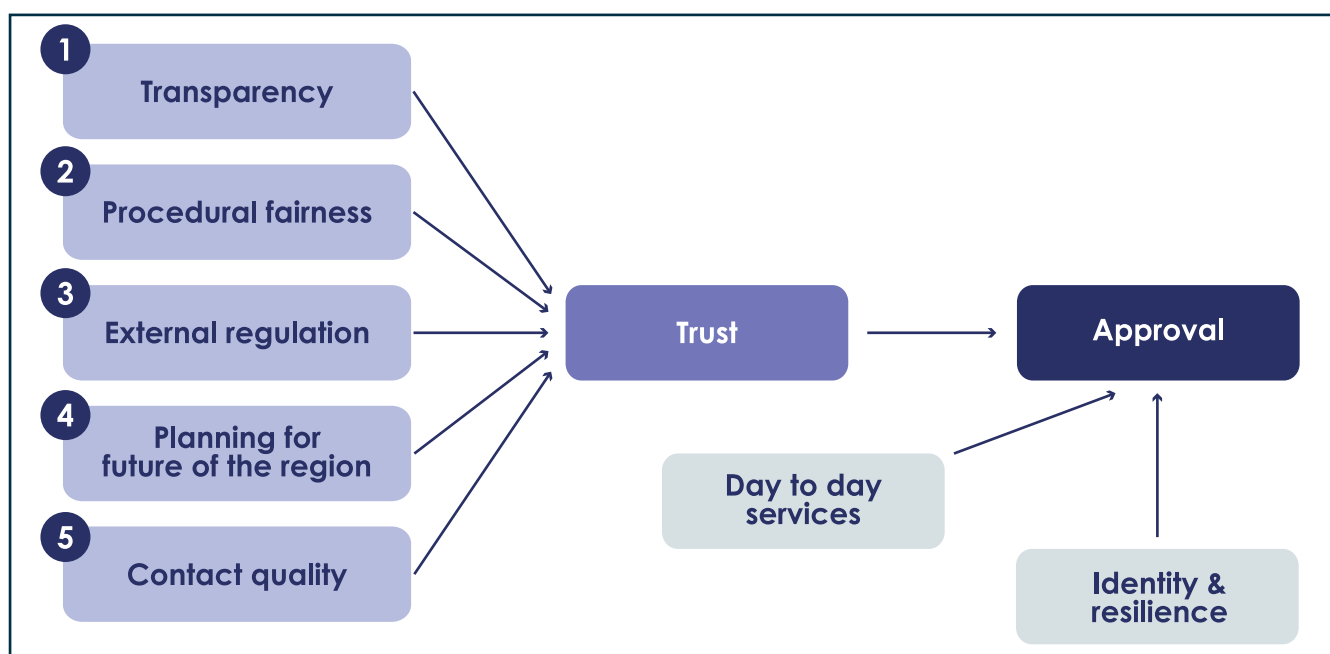 1
Transparency
2
Procedural fairness
3
External regulation
4
Planning for
future of the region
5
Contact quality
Trust
Approval
Day to day
services
Identity &
resilience